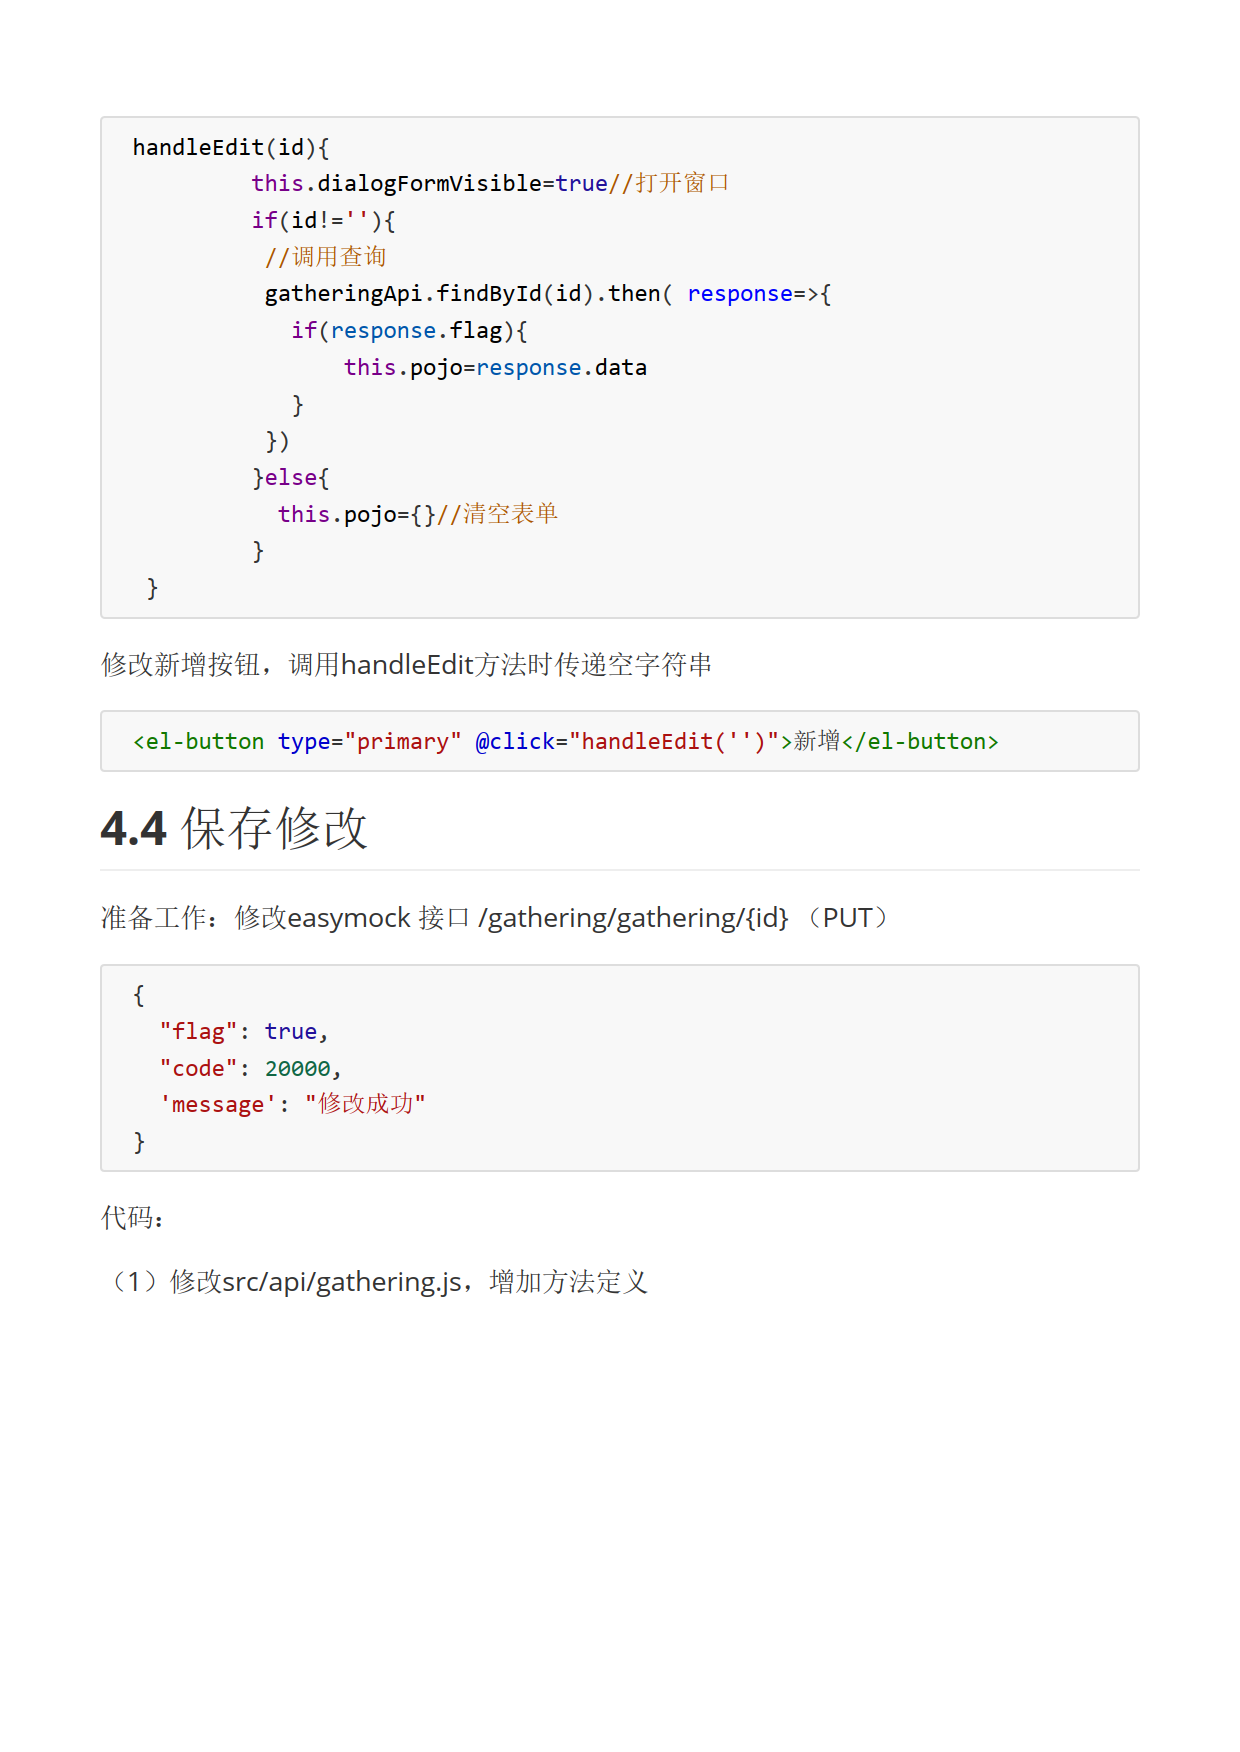 handleEdit(id){
this.dialogFormVisible=true//打开窗口
if(id!=''){
//调用查询
gatheringApi.findById(id).then( response=>{
if(response.flag){
this.pojo=response.data
}
})
}else{
this.pojo={}//清空表单
}
}
修改新增按钮，调用handleEdit方法时传递空字符串
<el-button type="primary" @click="handleEdit('')">新增</el-button>
4.4 保存修改
准备工作：修改easymock 接口 /gathering/gathering/{id} （PUT）
{
"flag": true,
"code": 20000,
'message': "修改成功"
}
代码：
（1）修改src/api/gathering.js，增加方法定义